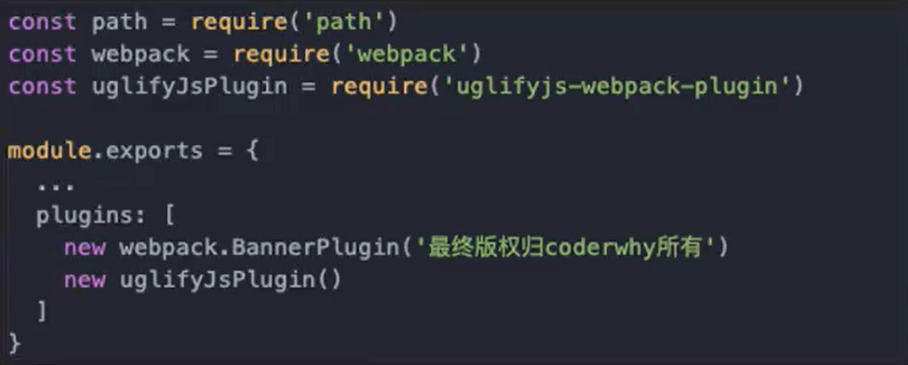 const path = require('path')
const webpack = require('webpack')
const uglifyJsPlugin = require('uglifyjs-webpack-plugin')
module.exports = {
...
plugins: [
new webpack.BannerPlugin('最终版权归coderwhy所有')
new uglifyJsPlugin()
]
}